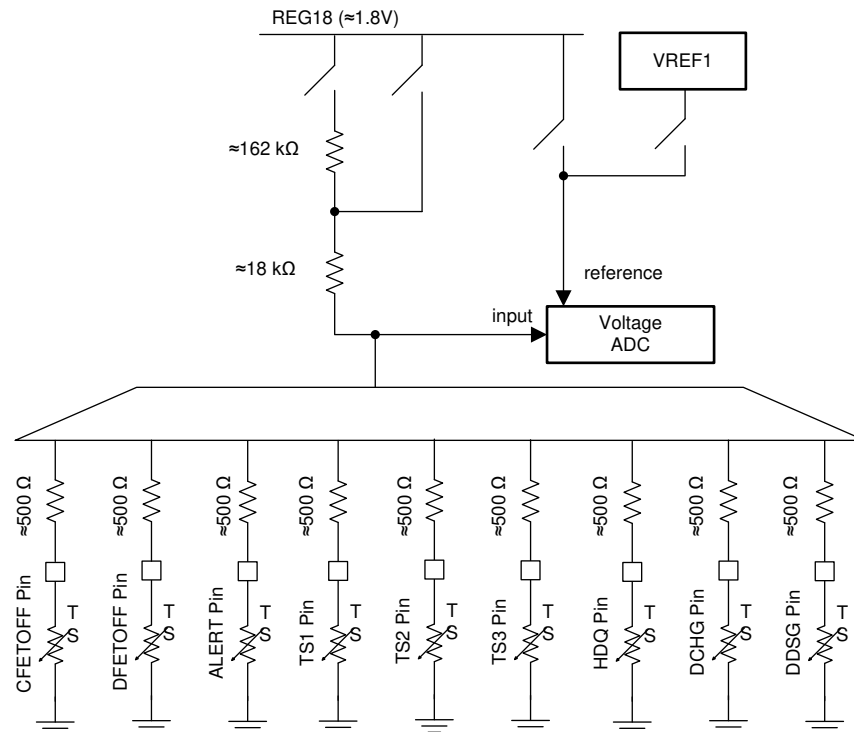 REG18 (≈1.8V)
VREF1
≈162 kΩ
≈18 kΩ
reference
input
Voltage
ADC
≈500 Ω
≈500 Ω
≈500 Ω
≈500 Ω
≈500 Ω
≈500 Ω
≈500 Ω
≈500 Ω
≈500 Ω
CFETOFF Pin
T
S
DFETOFF Pin
T
S
ALERT Pin
T
S
TS1 Pin
T
S
TS2 Pin
T
S
TS3 Pin
T
S
HDQ Pin
T
S
DCHG Pin
T
S
DDSG Pin
T
S